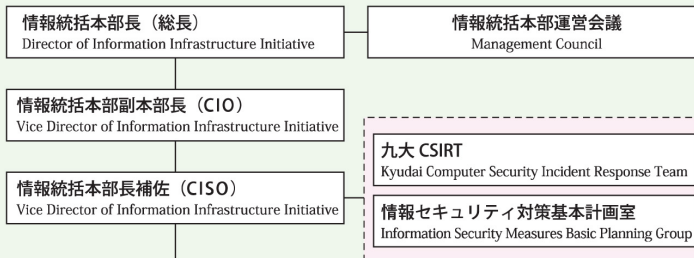 情報統括本部長（総長）
Director of Information Infrastructure Initiative
情報統括本部運営会議
Management Council
情報統括本部副本部長（CIO）
Vice Director of Information Infrastructure Initiative
九大 CSIRT
Kyudai Computer Security Incident Response Team
情報統括本部長補佐（CISO）
Vice Director of Information Infrastructure Initiative
情報セキュリティ対策基本計画室
Information Security Measures Basic Planning Group